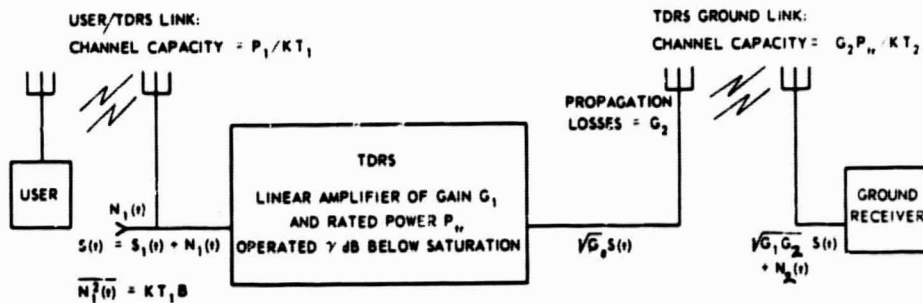 USER/TDRS LINK:
CHANNEL CAPACITY = P₁/KT₁
TDRS GROUND LINK:
CHANNEL CAPACITY = G₂Pₜᵣ/KT₂
PROPAGATION
LOSSES = G₂
USER
TDRS
LINEAR AMPLIFIER OF GAIN G₁
AND RATED POWER Pₜᵣ
OPERATED γ dB BELOW SATURATION
GROUND
RECEIVER
N₁(t)
S(t) = S₁(t) + N₁(t)
N₁²(t) = KT₁B
√G₀ S(t)
√G₁G₂ S(t)
+ N₂(t)